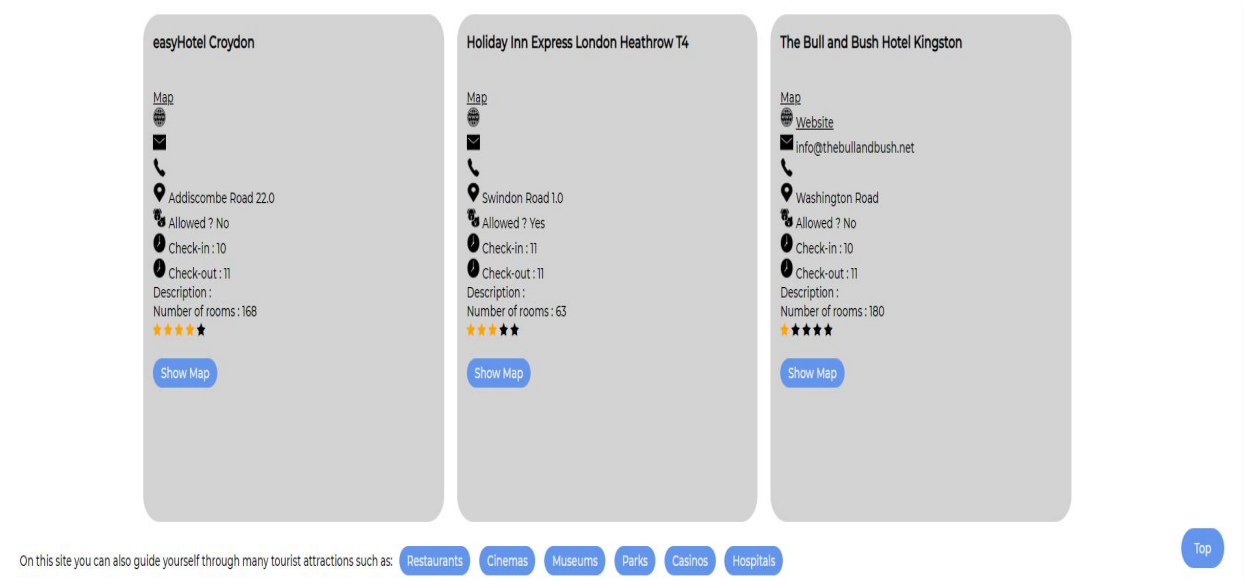 easyHotel Croydon
Map
Addiscombe Road 22.0
Allowed ? No
Check-in : 10
Check-out : 11
Description :
Number of rooms : 168
Show Map
Holiday Inn Express London Heathrow T4
Map
Swindon Road 1.0
Allowed ? Yes
Check-in : 11
Check-out : 11
Description :
Number of rooms : 63
Show Map
The Bull and Bush Hotel Kingston
Map
Website
info@thebullandbush.net
Washington Road
Allowed ? No
Check-in : 10
Check-out : 11
Description :
Number of rooms : 180
Show Map
On this site you can also guide yourself through many tourist attractions such as: Restaurants Cinemas Museums Parks Casinos Hospitals
Top